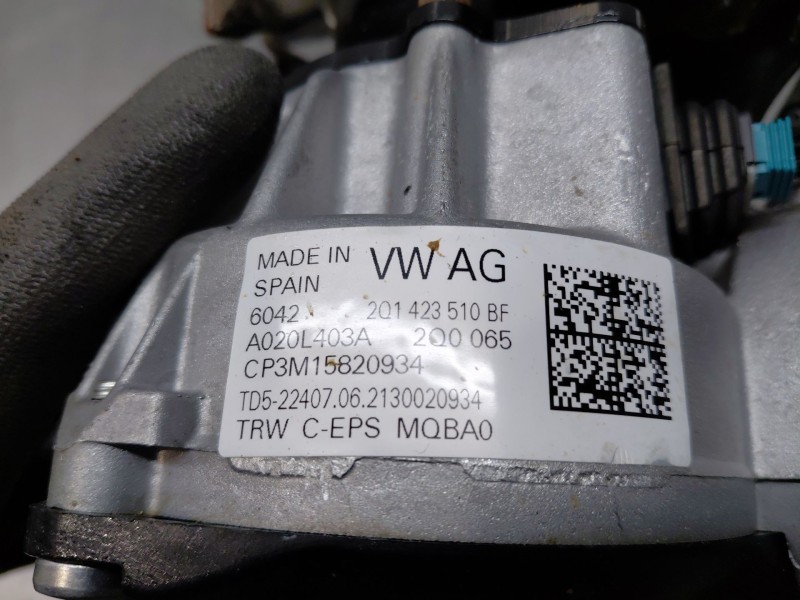 MADE IN SPAIN VW AG
6042 2Q1 423 510 BF
A020L403A 2Q0 065
CP3M15820934
TD5-22407.06.2130020934
TRW C-EPS MQBA0